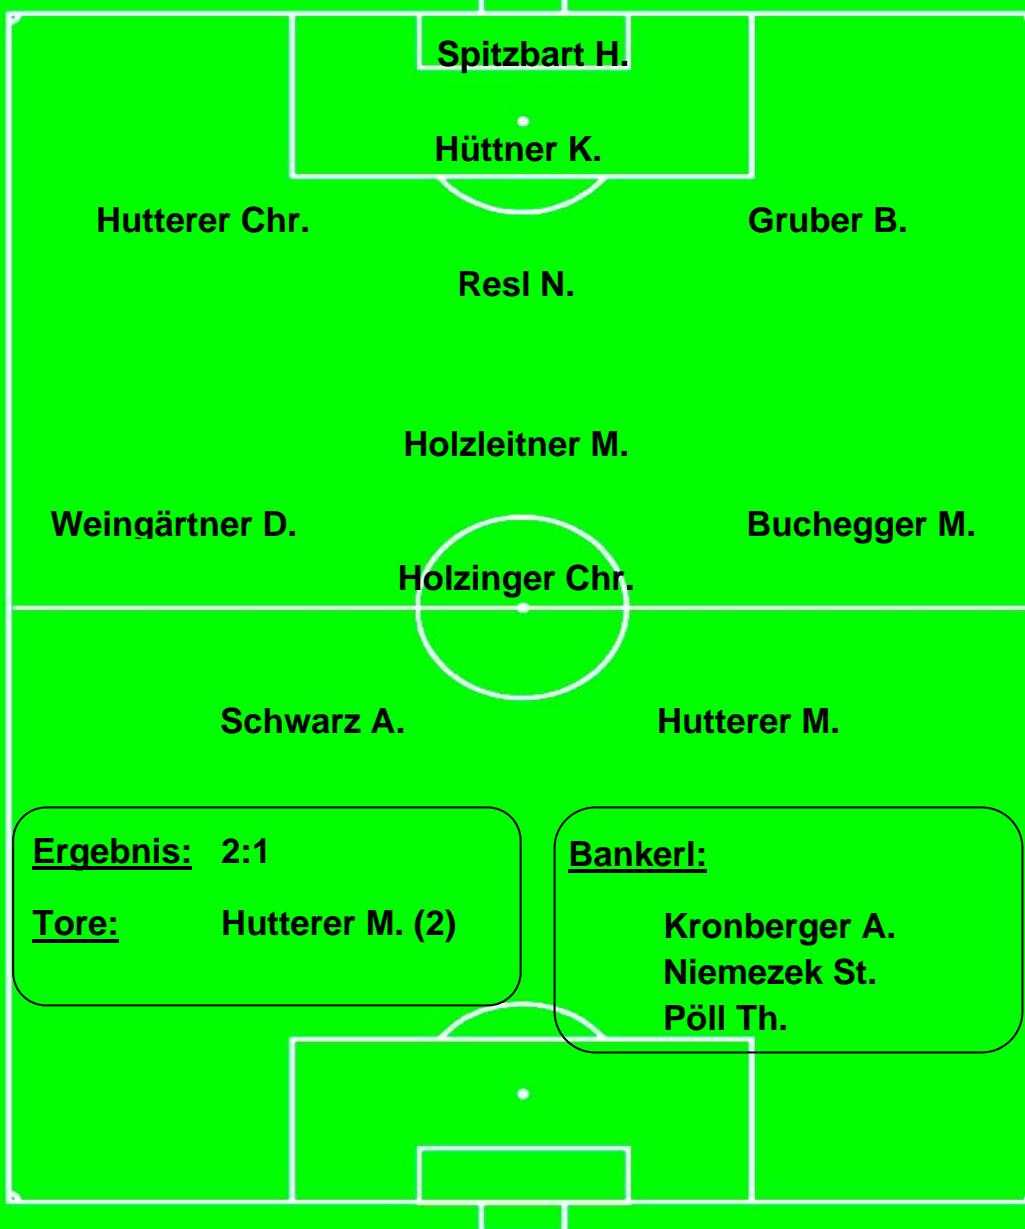 Spitzbart H.
Hüttner K.
Hutterer Chr. Gruber B.
Resl N.
Holzleitner M.
Weingärtner D. Buchegger M.
Holzinger Chr.
Schwarz A. Hutterer M.
Ergebnis: 2:1
Tore: Hutterer M. (2)
Bankerl:
Kronberger A.
Niemezek St.
Pöll Th.